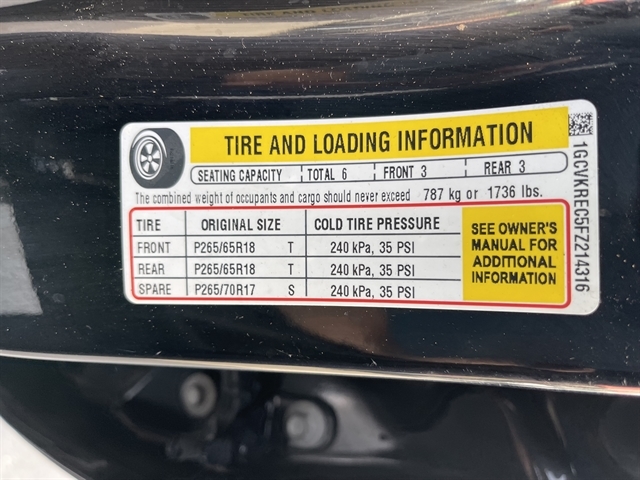 TIRE AND LOADING INFORMATION
SEATING CAPACITY TOTAL 6 FRONT 3 REAR 3
The combined weight of occupants and cargo should never exceed 787 kg or 1736 lbs.
TIRE ORIGINAL SIZE COLD TIRE PRESSURE
FRONT P265/65R18 T 240 kPa, 35 PSI
REAR P265/65R18 T 240 kPa, 35 PSI
SPARE P265/70R17 S 240 kPa, 35 PSI
SEE OWNER'S
MANUAL FOR
ADDITIONAL
INFORMATION
1GCVKREC5FZ214316